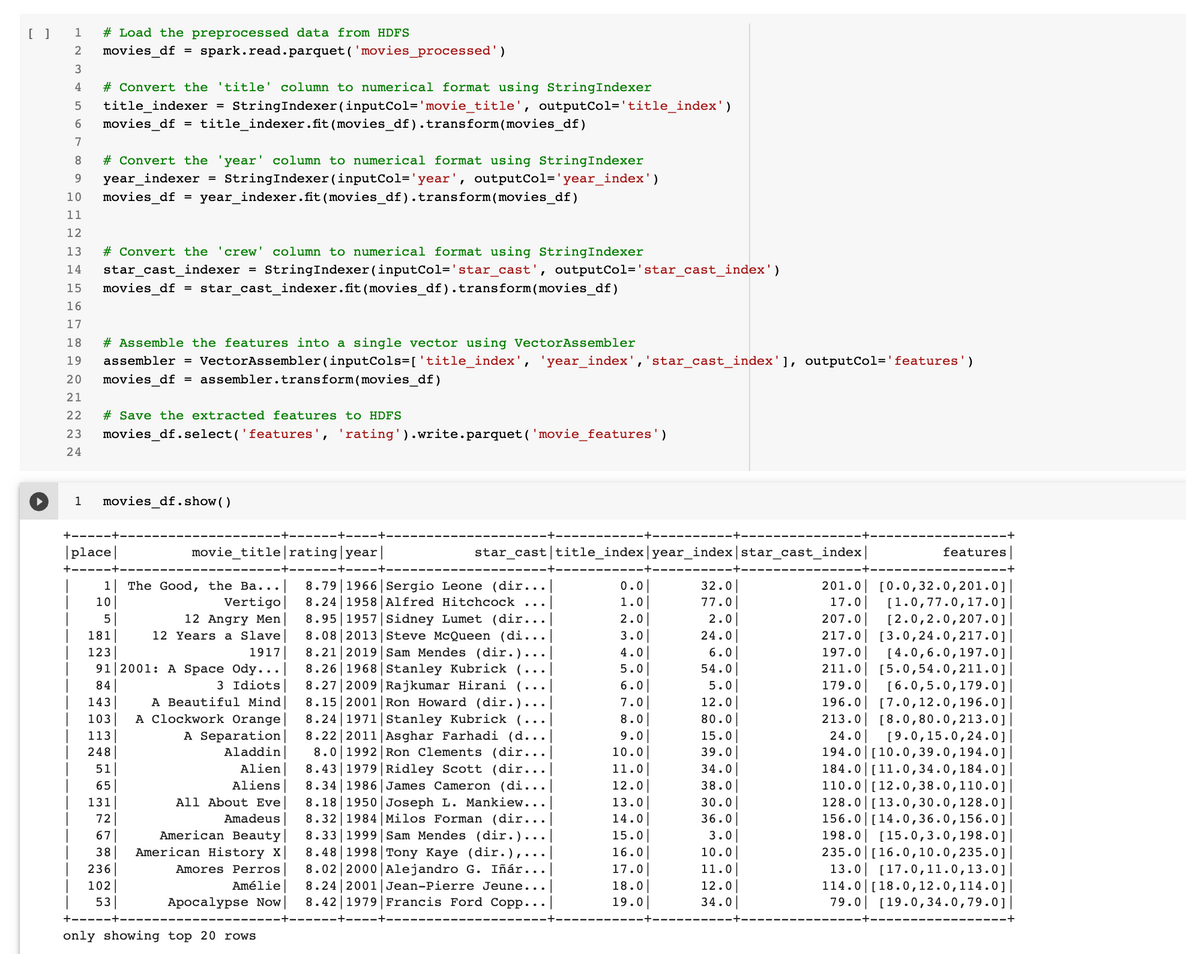 [ ]
1 # Load the preprocessed data from HDFS
2 movies_df = spark.read.parquet('movies_processed')
3
4 # Convert the 'title' column to numerical format using StringIndexer
5 title_indexer = StringIndexer(inputCol='movie_title', outputCol='title_index')
6 movies_df = title_indexer.fit(movies_df).transform(movies_df)
7
8 # Convert the 'year' column to numerical format using StringIndexer
9 year_indexer = StringIndexer(inputCol='year', outputCol='year_index')
10 movies_df = year_indexer.fit(movies_df).transform(movies_df)
11
12
13 # Convert the 'crew' column to numerical format using StringIndexer
14 star_cast_indexer = StringIndexer(inputCol='star_cast', outputCol='star_cast_index')
15 movies_df = star_cast_indexer.fit(movies_df).transform(movies_df)
16
17
18 # Assemble the features into a single vector using VectorAssembler
19 assembler = VectorAssembler(inputCols=['title_index', 'year_index','star_cast_index'], outputCol='features')
20 movies_df = assembler.transform(movies_df)
21
22 # Save the extracted features to HDFS
23 movies_df.select('features', 'rating').write.parquet('movie_features')
24
1 movies_df.show()
+-----+--------------------+------+----+--------------------+-----------+----------+---------------+-----------------+
|place|         movie_title|rating|year|           star_cast|title_index|year_index|star_cast_index|         features|
+-----+--------------------+------+----+--------------------+-----------+----------+---------------+-----------------+
|    1| The Good, the Ba...|  8.79|1966|Sergio Leone (dir...|        0.0|      32.0|          201.0| [0.0,32.0,201.0]|
|   10|             Vertigo|  8.24|1958|Alfred Hitchcock ...|        1.0|      77.0|           17.0|  [1.0,77.0,17.0]|
|    5|        12 Angry Men|  8.95|1957|Sidney Lumet (dir...|        2.0|       2.0|          207.0|  [2.0,2.0,207.0]|
|  181|    12 Years a Slave|  8.08|2013|Steve McQueen (di...|        3.0|      24.0|          217.0| [3.0,24.0,217.0]|
|  123|                1917|  8.21|2019|Sam Mendes (dir.)...|        4.0|       6.0|          197.0|  [4.0,6.0,197.0]|
|   91|2001: A Space Ody...|  8.26|1968|Stanley Kubrick (...|        5.0|      54.0|          211.0| [5.0,54.0,211.0]|
|   84|            3 Idiots|  8.27|2009|Rajkumar Hirani (...|        6.0|       5.0|          179.0|  [6.0,5.0,179.0]|
|  143|    A Beautiful Mind|  8.15|2001|Ron Howard (dir.)...|        7.0|      12.0|          196.0| [7.0,12.0,196.0]|
|  103|  A Clockwork Orange|  8.24|1971|Stanley Kubrick (...|        8.0|      80.0|          213.0| [8.0,80.0,213.0]|
|  113|        A Separation|  8.22|2011|Asghar Farhadi (d...|        9.0|      15.0|           24.0|  [9.0,15.0,24.0]|
|  248|             Aladdin|   8.0|1992|Ron Clements (dir...|       10.0|      39.0|          194.0|[10.0,39.0,194.0]|
|   51|               Alien|  8.43|1979|Ridley Scott (dir...|       11.0|      34.0|          184.0|[11.0,34.0,184.0]|
|   65|              Aliens|  8.34|1986|James Cameron (di...|       12.0|      38.0|          110.0|[12.0,38.0,110.0]|
|  131|       All About Eve|  8.18|1950|Joseph L. Mankiew...|       13.0|      30.0|          128.0|[13.0,30.0,128.0]|
|   72|             Amadeus|  8.32|1984|Milos Forman (dir...|       14.0|      36.0|          156.0|[14.0,36.0,156.0]|
|   67|     American Beauty|  8.33|1999|Sam Mendes (dir.)...|       15.0|       3.0|          198.0| [15.0,3.0,198.0]|
|   38|  American History X|  8.48|1998|Tony Kaye (dir.),...|       16.0|      10.0|          235.0|[16.0,10.0,235.0]|
|  236|       Amores Perros|  8.02|2000|Alejandro G. Iñár...|       17.0|      11.0|           13.0| [17.0,11.0,13.0]|
|  102|              Amélie|  8.24|2001|Jean-Pierre Jeune...|       18.0|      12.0|          114.0|[18.0,12.0,114.0]|
|   53|      Apocalypse Now|  8.42|1979|Francis Ford Copp...|       19.0|      34.0|           79.0| [19.0,34.0,79.0]|
+-----+--------------------+------+----+--------------------+-----------+----------+---------------+-----------------+
only showing top 20 rows